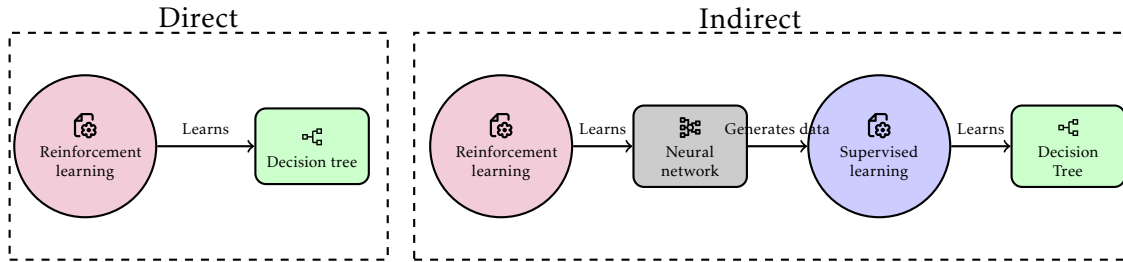 Direct
Reinforcement
learning
Learns
Decision tree
Indirect
Reinforcement
learning
Learns
Neural
network
Generates data
Supervised
learning
Learns
Decision
Tree